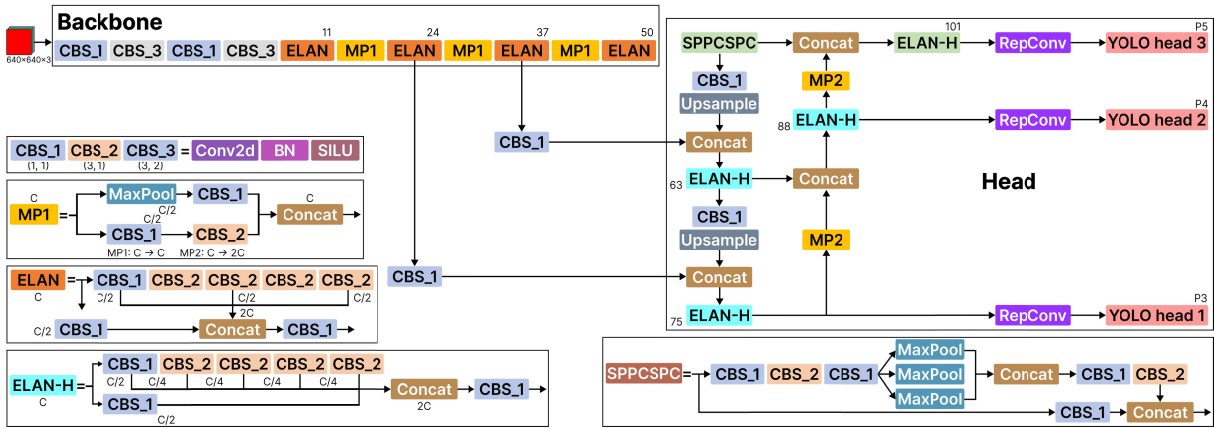 Backbone
11 24 37 50
CBS_1 CBS_3 CBS_1 CBS_3 ELAN MP1 ELAN MP1 ELAN MP1 ELAN
640×640×3
CBS_1
CBS_1
CBS_1 CBS_2 CBS_3 = Conv2d BN SILU
(1, 1) (3,1) (3, 2)
C
MP1 =
MaxPool CBS_1
C/2
C/2
CBS_1 CBS_2
C
Concat
MP1: C → C MP2: C → 2C
ELAN = CBS_1 CBS_2 CBS_2 CBS_2 CBS_2
C C/2 C/2 C/2
2C
C/2 CBS_1 Concat CBS_1
CBS_1 CBS_2 CBS_2 CBS_2 CBS_2
ELAN-H =
C
C/2 C/4 C/4 C/4 C/4
CBS_1
C/2
Concat CBS_1
2C
101 P5
SPPCSPC Concat ELAN-H RepConv YOLO head 3
CBS_1 MP2
Upsample
P4
88 ELAN-H RepConv YOLO head 2
Concat
63 ELAN-H Concat
Head
CBS_1
Upsample MP2
Concat
P3
75 ELAN-H RepConv YOLO head 1
MaxPool
SPPCSPC = CBS_1 CBS_2 CBS_1 MaxPool Concat CBS_1 CBS_2
MaxPool
CBS_1 Concat